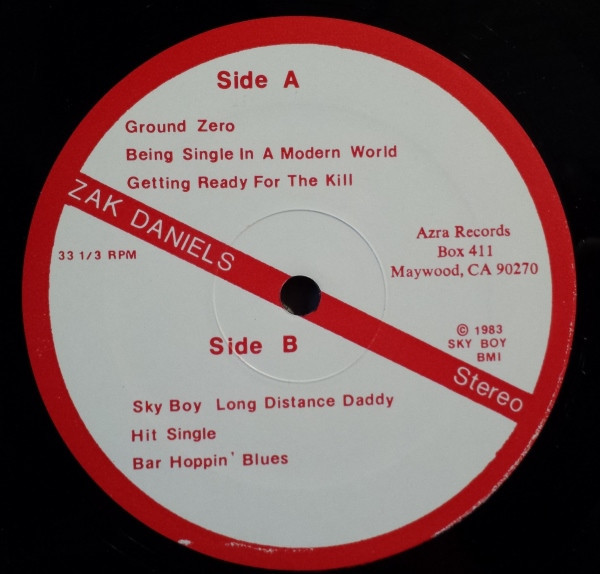 Side A
Ground Zero
Being Single In A Modern World
Getting Ready For The Kill
ZAK DANIELS
33 1/3 RPM
Azra Records
Box 411
Maywood, CA 90270
Side B
© 1983
SKY BOY
BMI
Stereo
Sky Boy Long Distance Daddy
Hit Single
Bar Hoppin' Blues